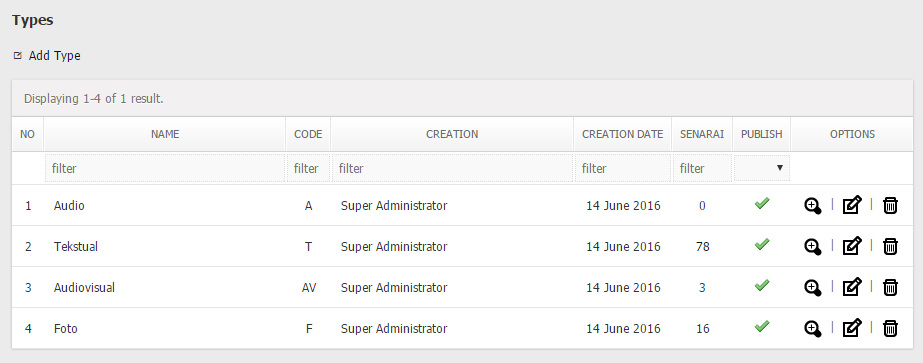 Types
Add Type
Displaying 1-4 of 1 result.
NO NAME CODE CREATION CREATION DATE SENARAI PUBLISH OPTIONS
filter filter filter filter filter
1 Audio A Super Administrator 14 June 2016 0 | |
2 Tekstual T Super Administrator 14 June 2016 78 | |
3 Audiovisual AV Super Administrator 14 June 2016 3 | |
4 Foto F Super Administrator 14 June 2016 16 | |